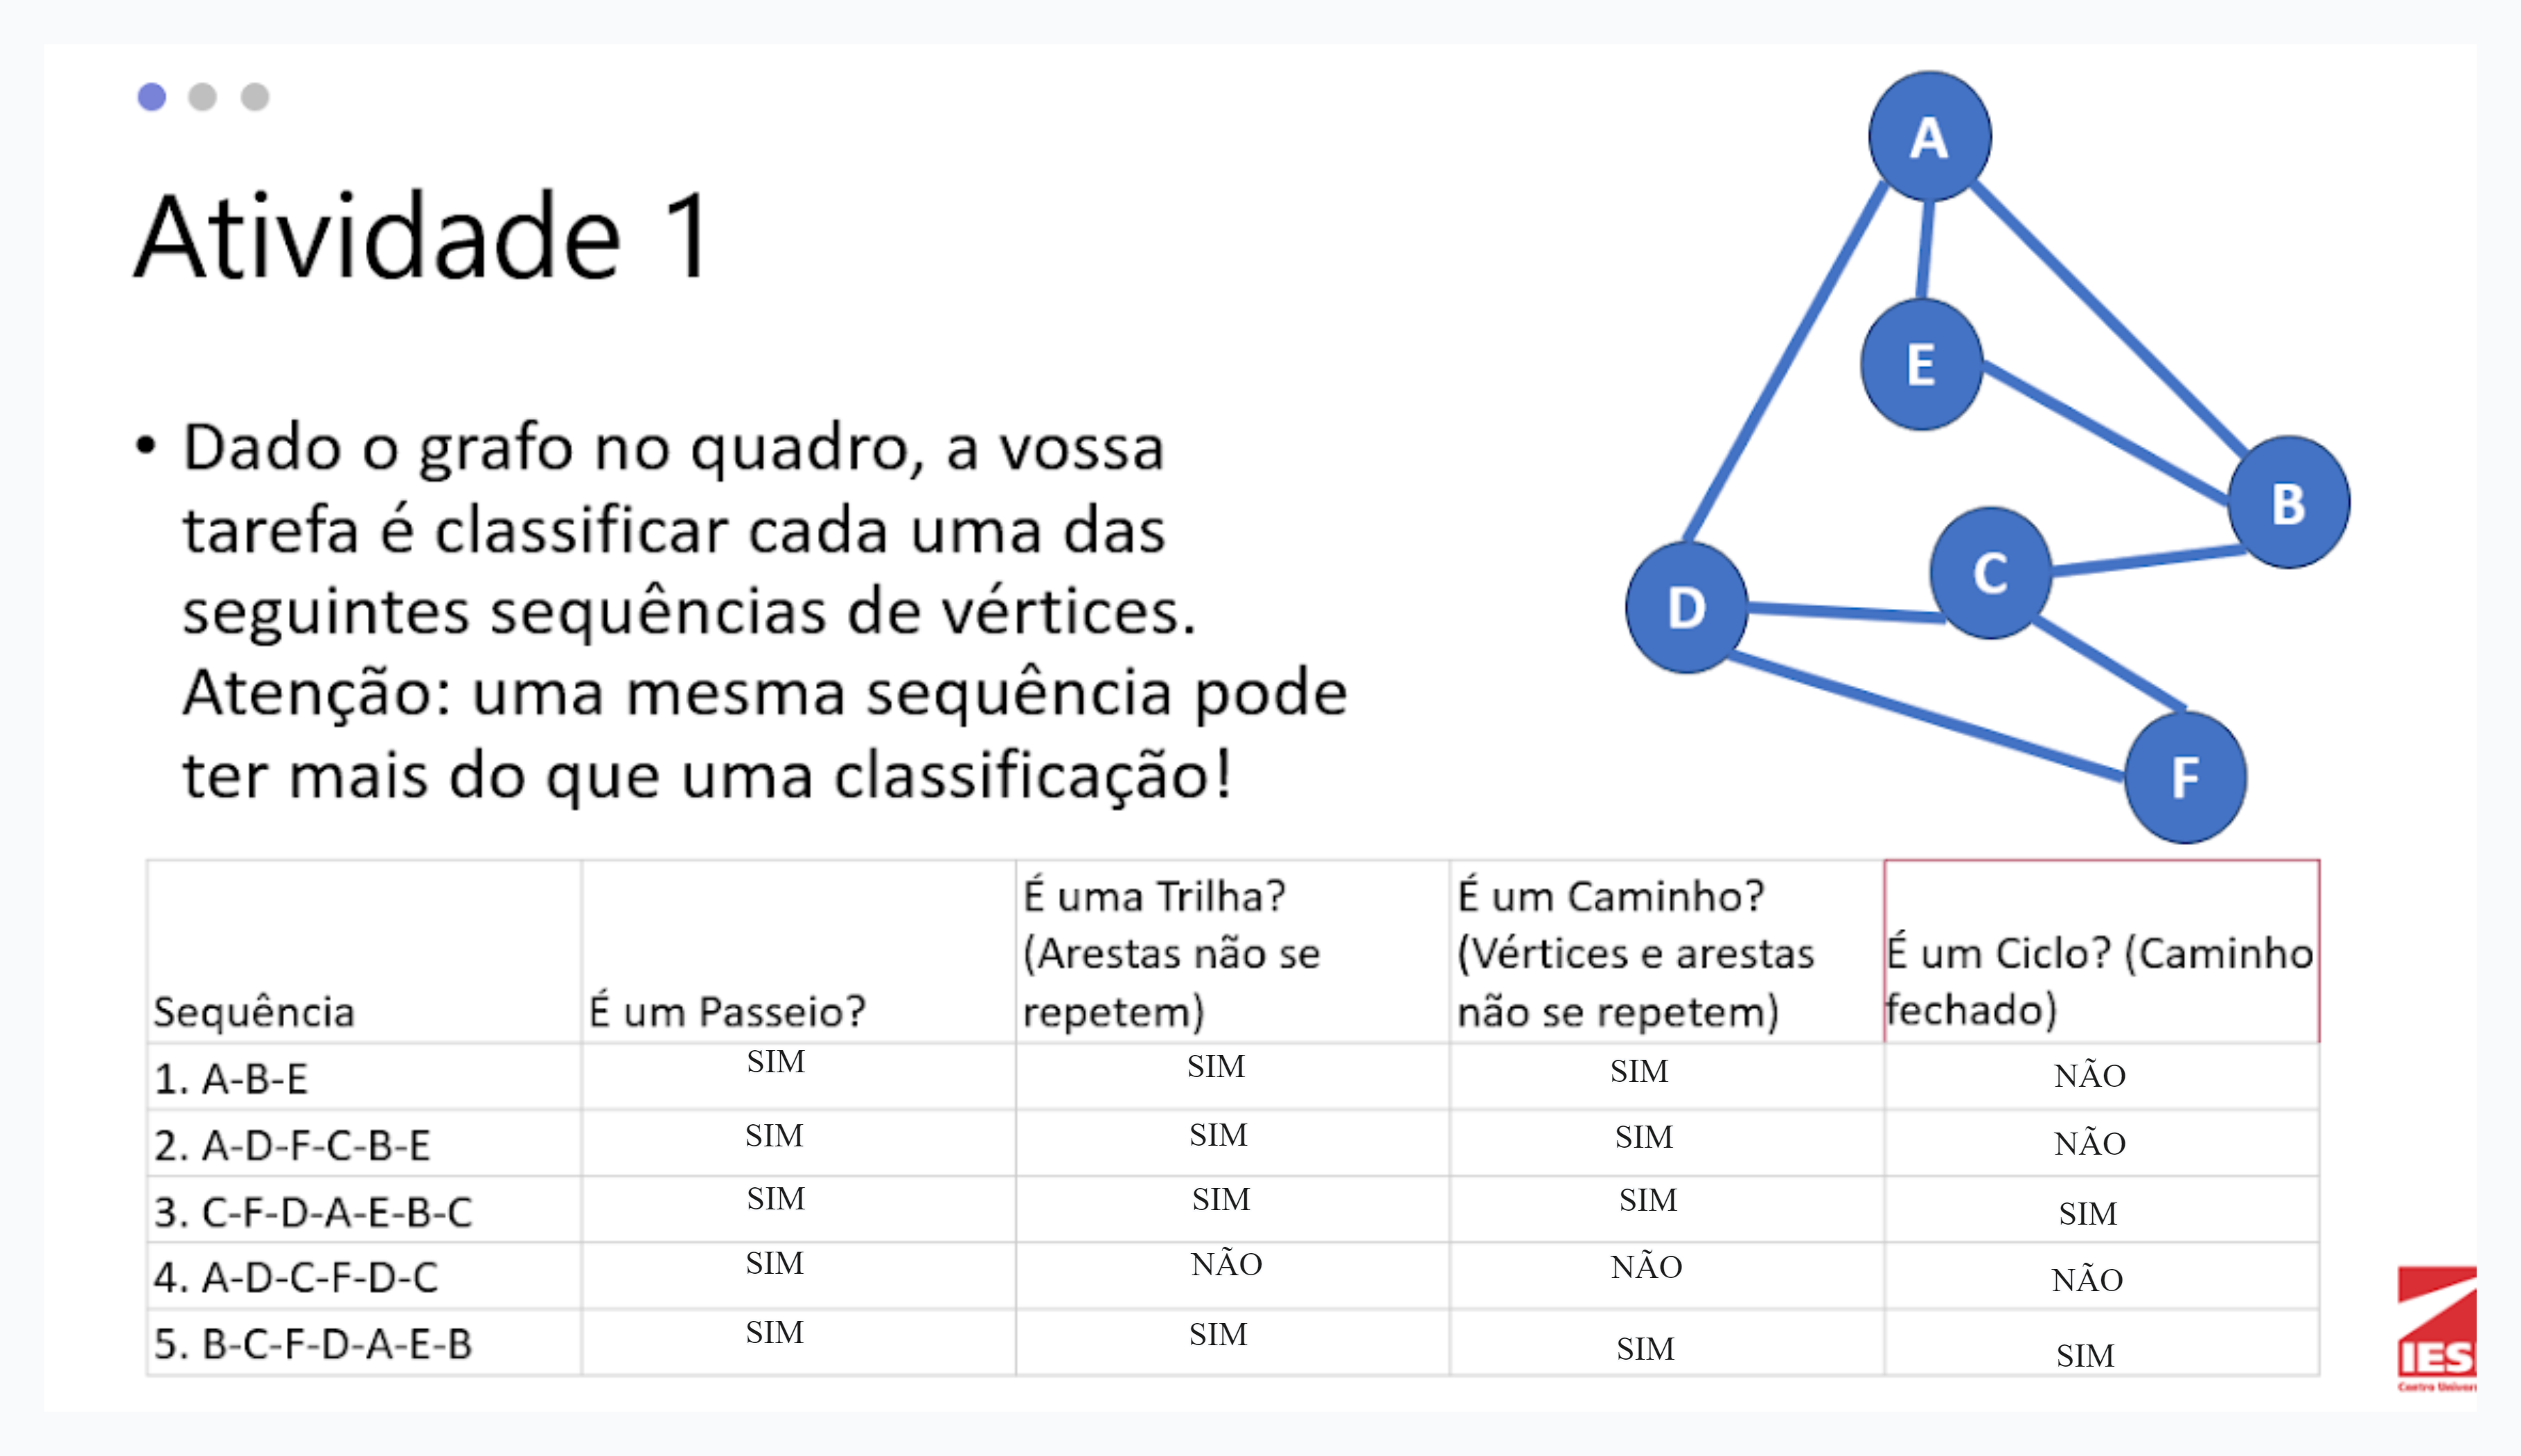 Atividade 1
• Dado o grafo no quadro, a vossa
tarefa é classificar cada uma das
seguintes sequências de vértices.
Atenção: uma mesma sequência pode
ter mais do que uma classificação!
A
E
B
C
D
F
Sequência
É um Passeio?
É uma Trilha?
(Arestas não se
repetem)
É um Caminho?
(Vértices e arestas
não se repetem)
É um Ciclo? (Caminho
fechado)
1. A-B-E SIM SIM SIM NÃO
2. A-D-F-C-B-E SIM SIM SIM NÃO
3. C-F-D-A-E-B-C SIM SIM SIM SIM
4. A-D-C-F-D-C SIM NÃO NÃO NÃO
5. B-C-F-D-A-E-B SIM SIM SIM SIM
IES
Centro Univer